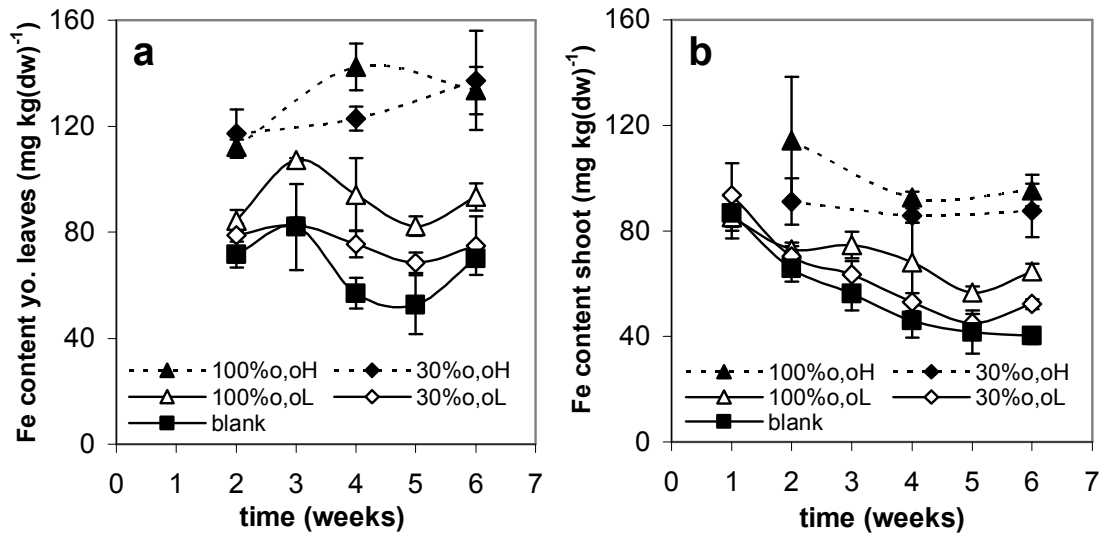 a
Fe content yo. leaves (mg kg(dw)⁻¹)
160
120
80
40
0
100%o,oH 30%o,oH
100%o,oL 30%o,oL
blank
0 1 2 3 4 5 6 7
time (weeks)
b
Fe content shoot (mg kg(dw)⁻¹)
160
120
80
40
0
100%o,oH 30%o,oH
100%o,oL 30%o,oL
blank
0 1 2 3 4 5 6 7
time (weeks)